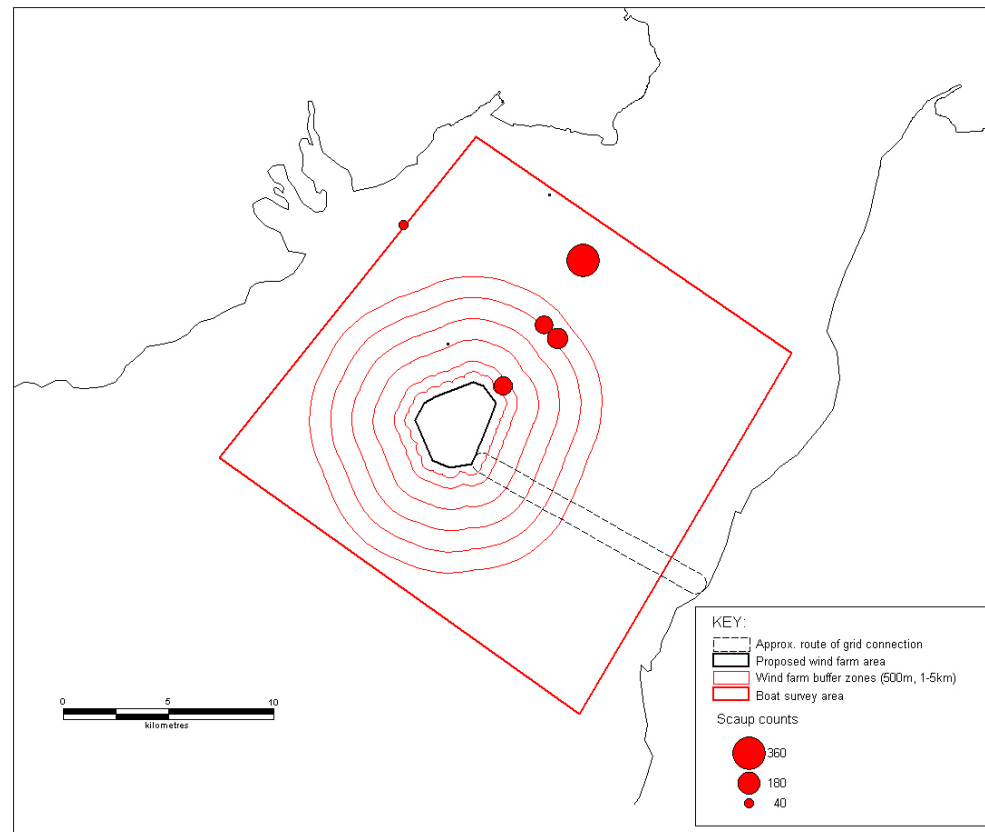 0 5 10
kilometres
KEY:
Approx. route of grid connection
Proposed wind farm area
Wind farm buffer zones (500m, 1-5km)
Boat survey area
Scaup counts
360
180
40